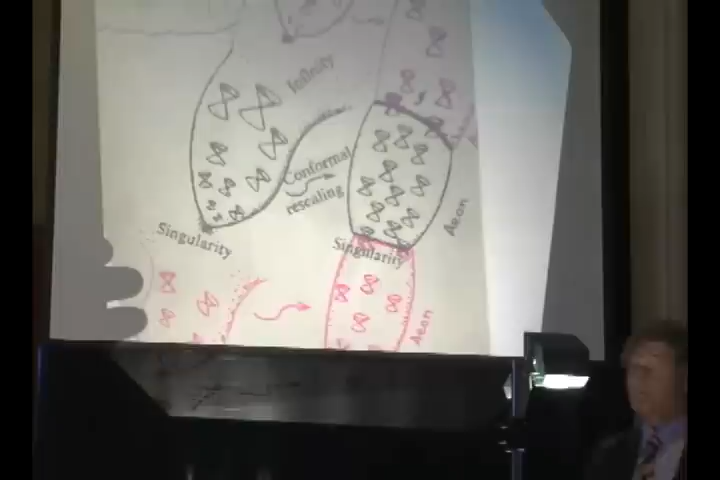 Infinity
Conformal
rescaling
Singularity
Aeon
Singularity
Aeon